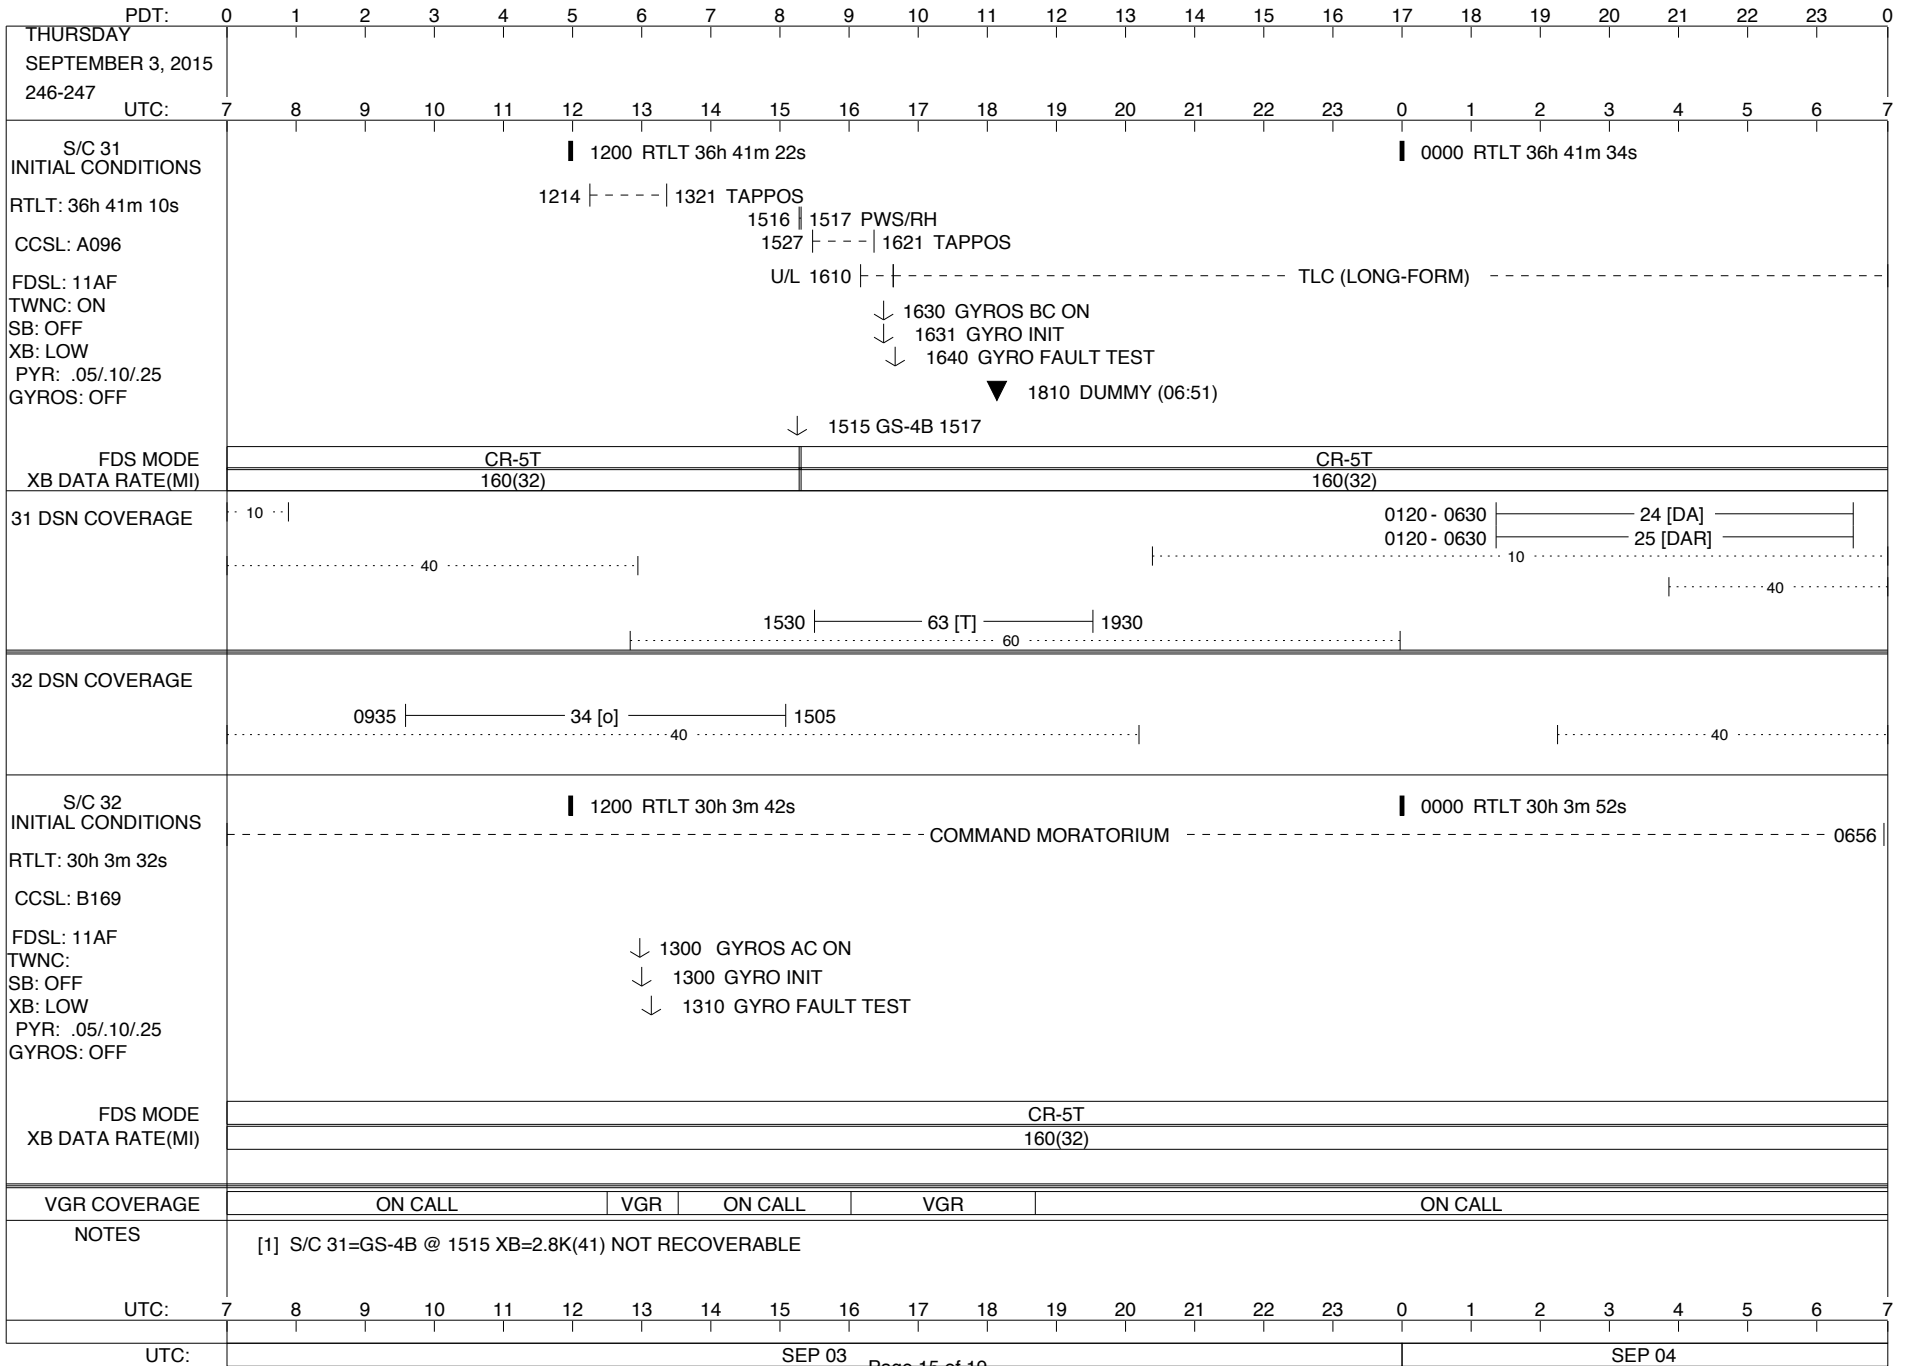 PDT: 0 1 2 3 4 5 6 7 8 9 10 11 12 13 14 15 16 17 18 19 20 21 22 23 0
THURSDAY
SEPTEMBER 3, 2015
246-247
UTC: 7 8 9 10 11 12 13 14 15 16 17 18 19 20 21 22 23 0 1 2 3 4 5 6 7
S/C 31
INITIAL CONDITIONS
1200 RTLT 36h 41m 22s
0000 RTLT 36h 41m 34s
RTLT: 36h 41m 10s
1214 1321 TAPPOS
1516 1517 PWS/RH
CCSL: A096
1527 1621 TAPPOS
FDSL: 11AF
U/L 1610 TLC (LONG-FORM)
TWNC: ON
1630 GYROS BC ON
SB: OFF
1631 GYRO INIT
XB: LOW
1640 GYRO FAULT TEST
PYR: .05/.10/.25
GYROS: OFF
1810 DUMMY (06:51)
1515 GS-4B 1517
FDS MODE CR-5T CR-5T
XB DATA RATE(MI) 160(32) 160(32)
31 DSN COVERAGE
10
0120 - 0630 24 [DA]
0120 - 0630 25 [DAR]
10
40
40
1530 63 [T] 1930
60
32 DSN COVERAGE
0935 34 [o] 1505
40 40
S/C 32
INITIAL CONDITIONS
1200 RTLT 30h 3m 42s
0000 RTLT 30h 3m 52s
COMMAND MORATORIUM 0656
RTLT: 30h 3m 32s
CCSL: B169
FDSL: 11AF
1300 GYROS AC ON
TWNC:
SB: OFF
1300 GYRO INIT
XB: LOW
1310 GYRO FAULT TEST
PYR: .05/.10/.25
GYROS: OFF
FDS MODE CR-5T
XB DATA RATE(MI) 160(32)
VGR COVERAGE ON CALL VGR ON CALL VGR ON CALL
NOTES
[1] S/C 31=GS-4B @ 1515 XB=2.8K(41) NOT RECOVERABLE
UTC: 7 8 9 10 11 12 13 14 15 16 17 18 19 20 21 22 23 0 1 2 3 4 5 6 7
UTC: SEP 03 SEP 04
Page 15 of 19